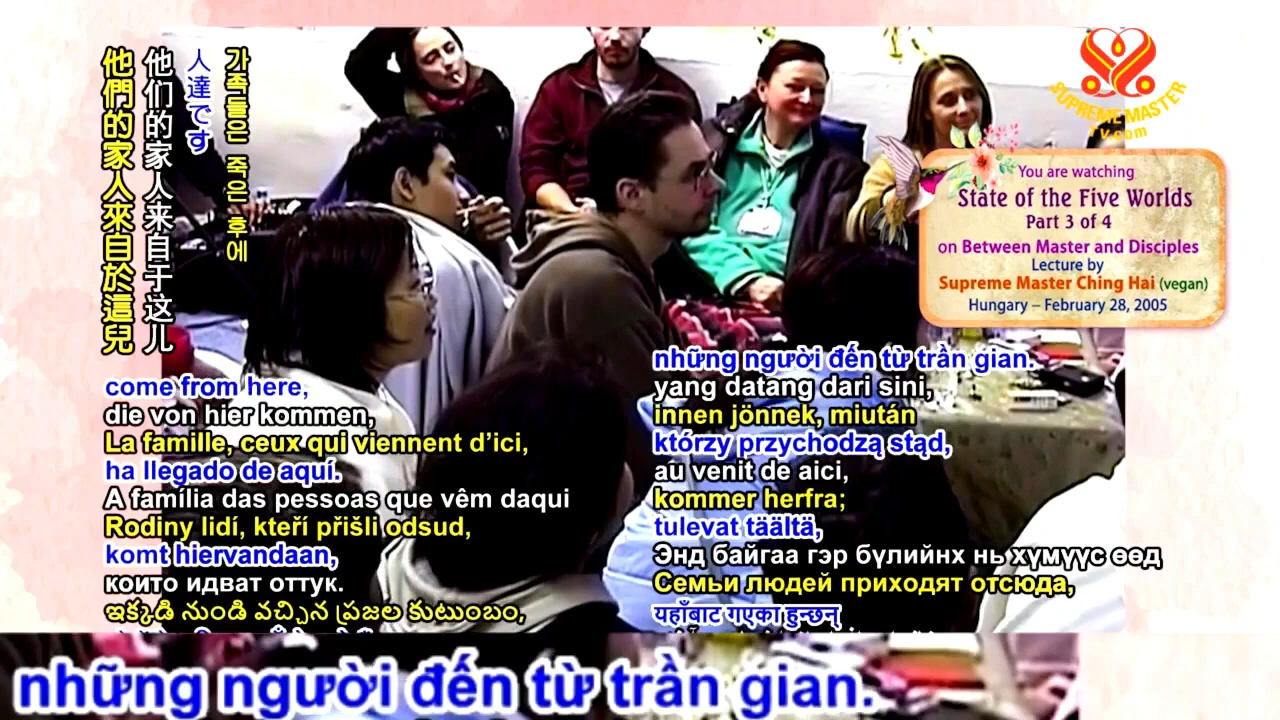 他們的家人來自於這兒
他们的家人来自于这儿
人達です
가족들은 죽은 후에
SUPREME MASTER
TV.com
You are watching
State of the Five Worlds
Part 3 of 4
on Between Master and Disciples
Lecture by
Supreme Master Ching Hai (vegan)
Hungary – February 28, 2005
come from here,
die von hier kommen,
La famille, ceux qui viennent d'ici,
ha llegado de aquí.
A família das pessoas que vêm daqui
Rodiny lidí, kteří přišli odsud,
komt hiervandaan,
които идват оттук.
ఇక్కడి నుండి వచ్చిన ప్రజల కుటుంబం,
những người đến từ trần gian.
yang datang dari sini,
innen jönnek, miután
którzy przychodzą stąd,
au venit de aici,
kommer herfra;
tulevat täältä,
Энд байгаа гэр бүлийнх нь хүмүүс өөд
Семьи людей приходят отсюда,
यहाँबाट गएका हुन्छन्
những người đến từ trần gian.